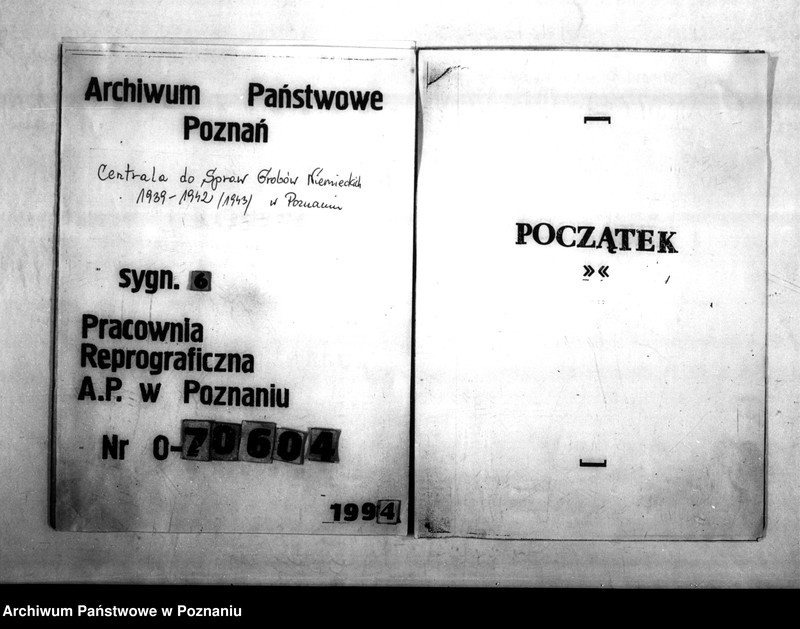 Archiwum Państwowe
Poznań
Centrala do Spraw Grobów Niemieckich
1939-1942 /1943/ w Poznaniu
sygn. 6
Pracownia
Reprograficzna
A.P. w Poznaniu
Nr O-70604
1994
POCZĄTEK
»«
Archiwum Państwowe w Poznaniu